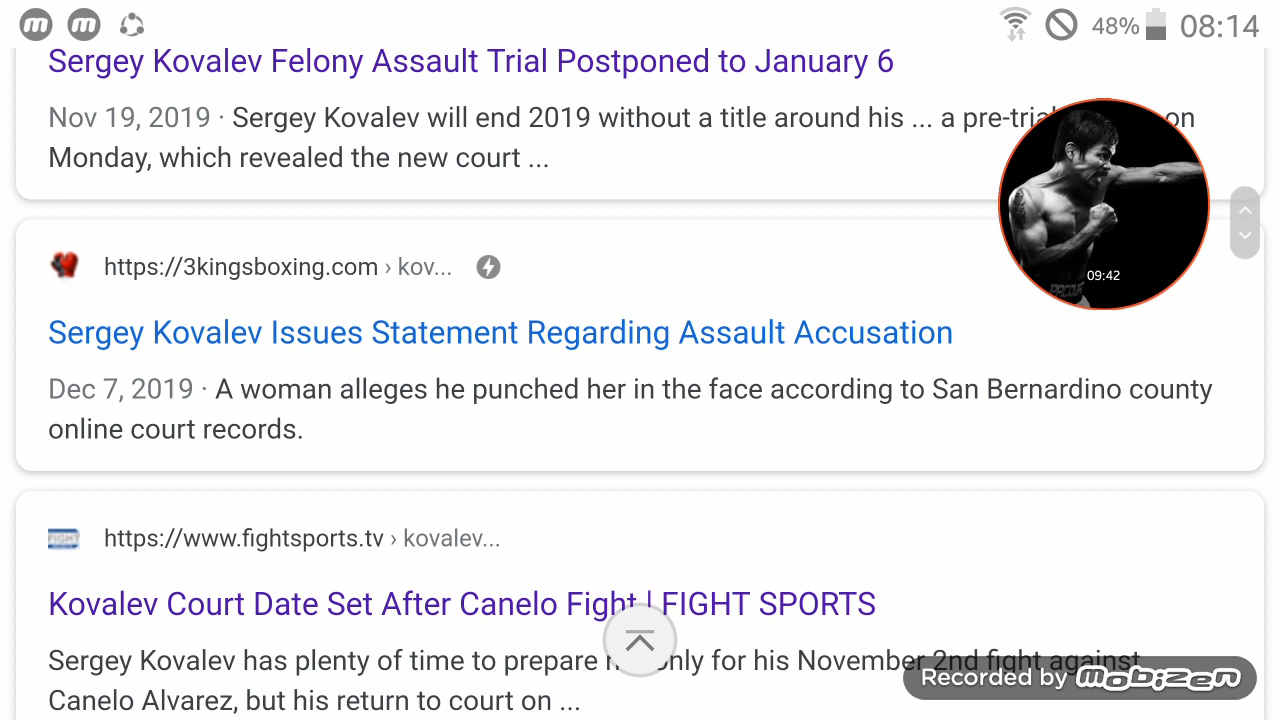 48% 08:14
Sergey Kovalev Felony Assault Trial Postponed to January 6
Nov 19, 2019 · Sergey Kovalev will end 2019 without a title around his ... a on
Monday, which revealed the new court ...
09:42
https://3kingsboxing.com › kov...
Sergey Kovalev Issues Statement Regarding Assault Accusation
Dec 7, 2019 · A woman alleges he punched her in the face according to San Bernardino county
online court records.
FIGHT
https://www.fightsports.tv › kovalev...
Kovalev Court Date Set After Canelo Fight | FIGHT SPORTS
Sergey Kovalev has plenty of time to prepare only for his November 2nd fight against
Canelo Alvarez, but his return to court on ...
Recorded by mobizen